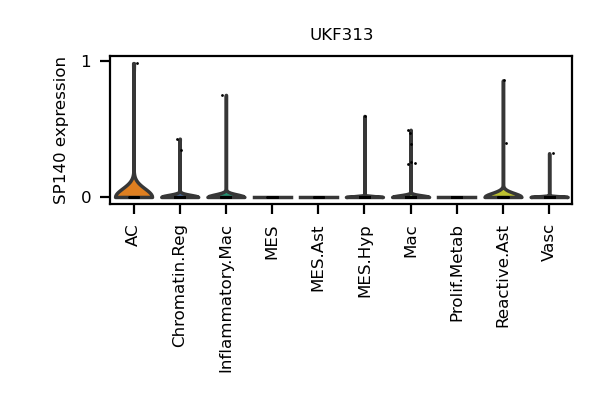 UKF313
SP140 expression
1
0
AC
Chromatin.Reg
Inflammatory.Mac
MES
MES.Ast
MES.Hyp
Mac
Prolif.Metab
Reactive.Ast
Vasc